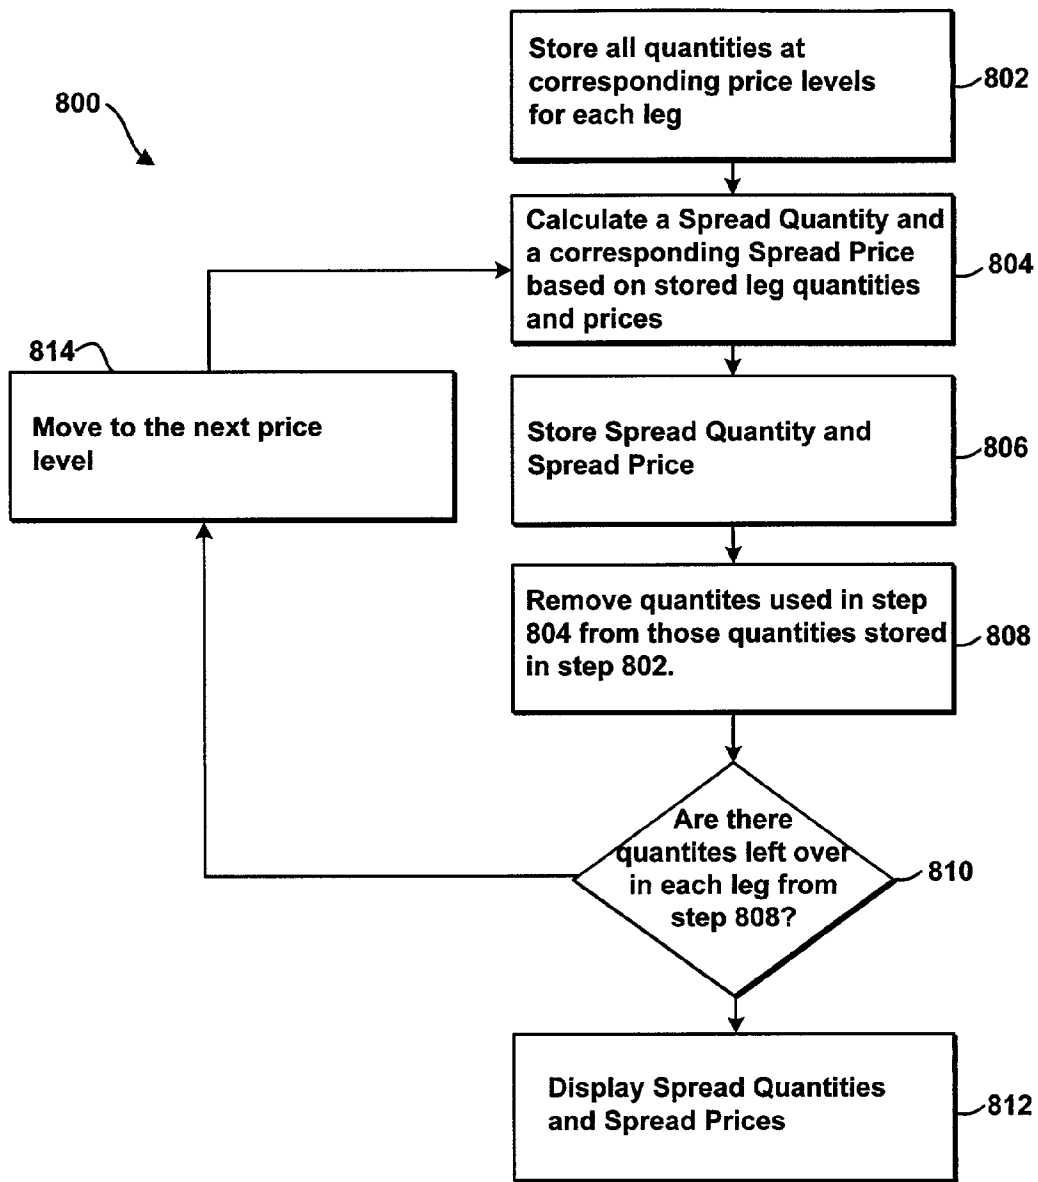 Store all quantities at
corresponding price levels
for each leg
802
800
Calculate a Spread Quantity and
a corresponding Spread Price
based on stored leg quantities
and prices
804
814
Move to the next price
level
Store Spread Quantity and
Spread Price
806
Remove quantites used in step
804 from those quantities stored
in step 802.
808
Are there
quantites left over
in each leg from
step 808?
810
Display Spread Quantities
and Spread Prices
812